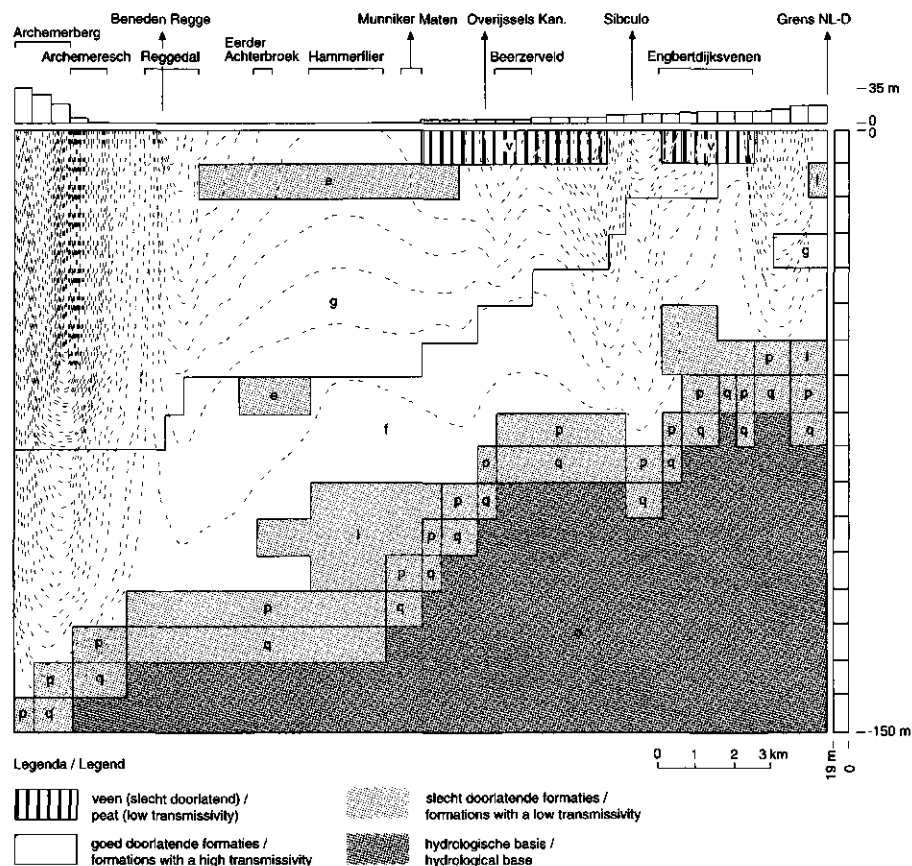 Beneden Regge
Munniker Maten
Overijssels Kan.
Sibculo
Grens NL-D
Archemerberg
Archemeresch
Reggedal
Eerder
Achterbroek
Hammerflier
Beerzerveld
Engbertdijksvenen
35 m
0
0
v
v
e
l
g
g
p l
e
p q p q p
f
p
q q q
p q p q
q
l
p q
p q
p q
p q
p q
p q
p q
-150 m
Legenda / Legend
0 1 2 3 km
19 m
0
veen (slecht doorlatend) /
peat (low transmissivity)
slecht doorlatende formaties /
formations with a low transmissivity
goed doorlatende formaties /
formations with a high transmissivity
hydrologische basis /
hydrological base